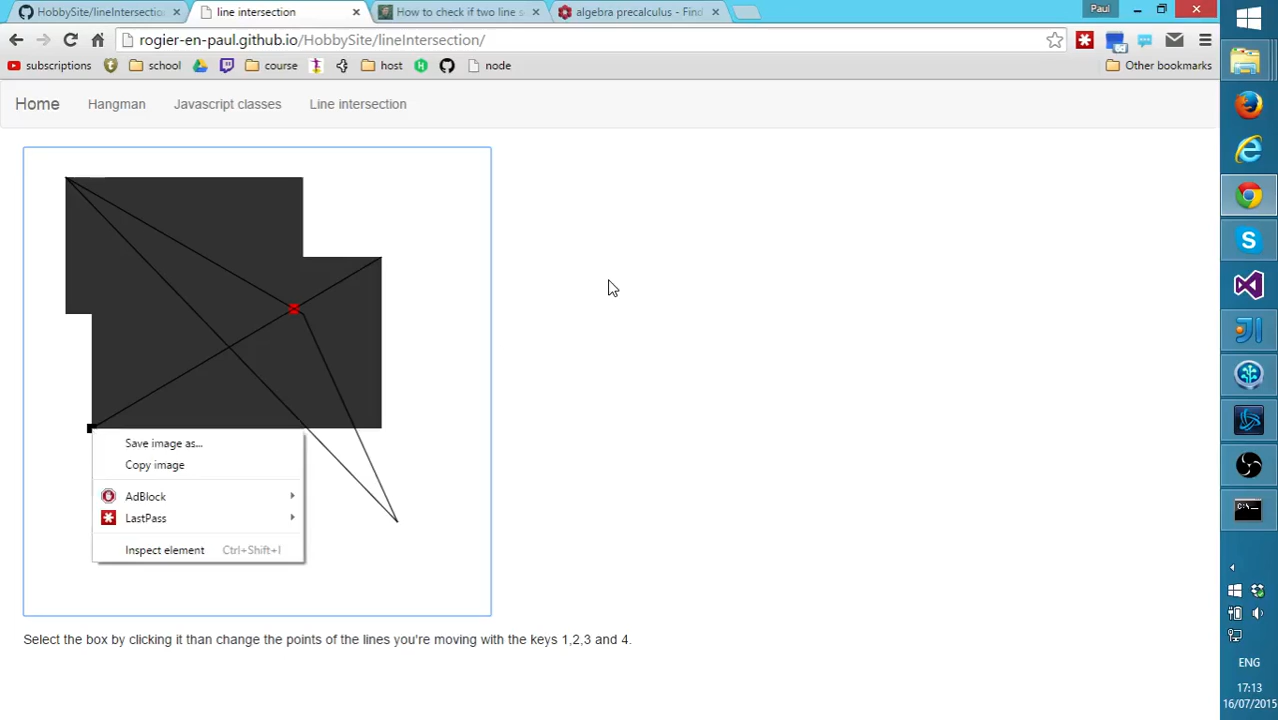 HobbySite/lineIntersection
line intersection
How to check if two line s
algebra precalculus - Find
Paul
rogier-en-paul.github.io/HobbySite/lineIntersection/
subscriptions school course host node Other bookmarks
Home Hangman Javascript classes Line intersection
Save image as...
Copy image
AdBlock
LastPass
Inspect element Ctrl+Shift+I
Select the box by clicking it than change the points of the lines you're moving with the keys 1,2,3 and 4.
ENG
17:13
16/07/2015